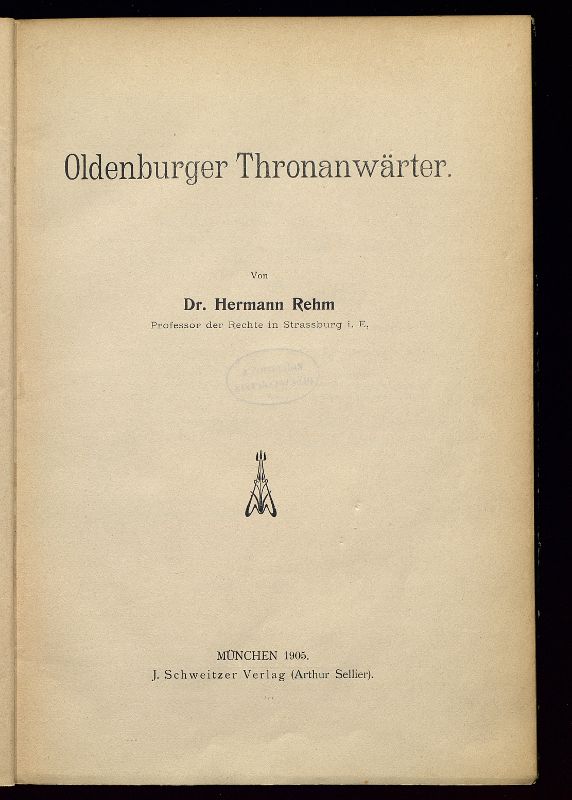 Oldenburger Thronanwärter.
Von
Dr. Hermann Rehm
Professor der Rechte in Strassburg i. E.
MÜNCHEN 1905.
J. Schweitzer Verlag (Arthur Sellier).